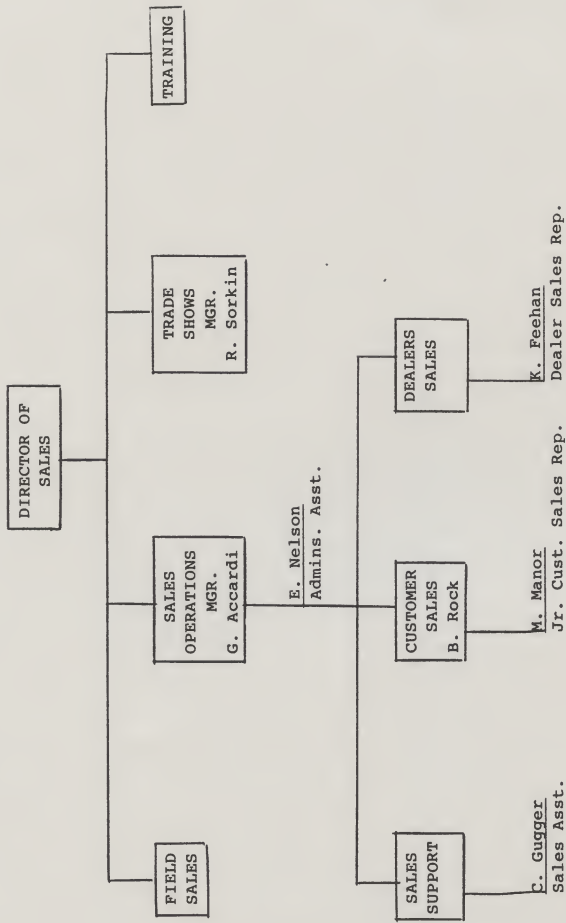 DIRECTOR OF
SALES
FIELD
SALES
SALES
OPERATIONS
MGR.
G. Accardi
TRADE
SHOWS
MGR.
R. Sorkin
TRAINING
E. Nelson
Admins. Asst.
SALES
SUPPORT
CUSTOMER
SALES
B. Rock
DEALERS
SALES
C. Gugger
Sales Asst.
M. Manor
Jr. Cust. Sales Rep.
K. Feehan
Dealer Sales Rep.